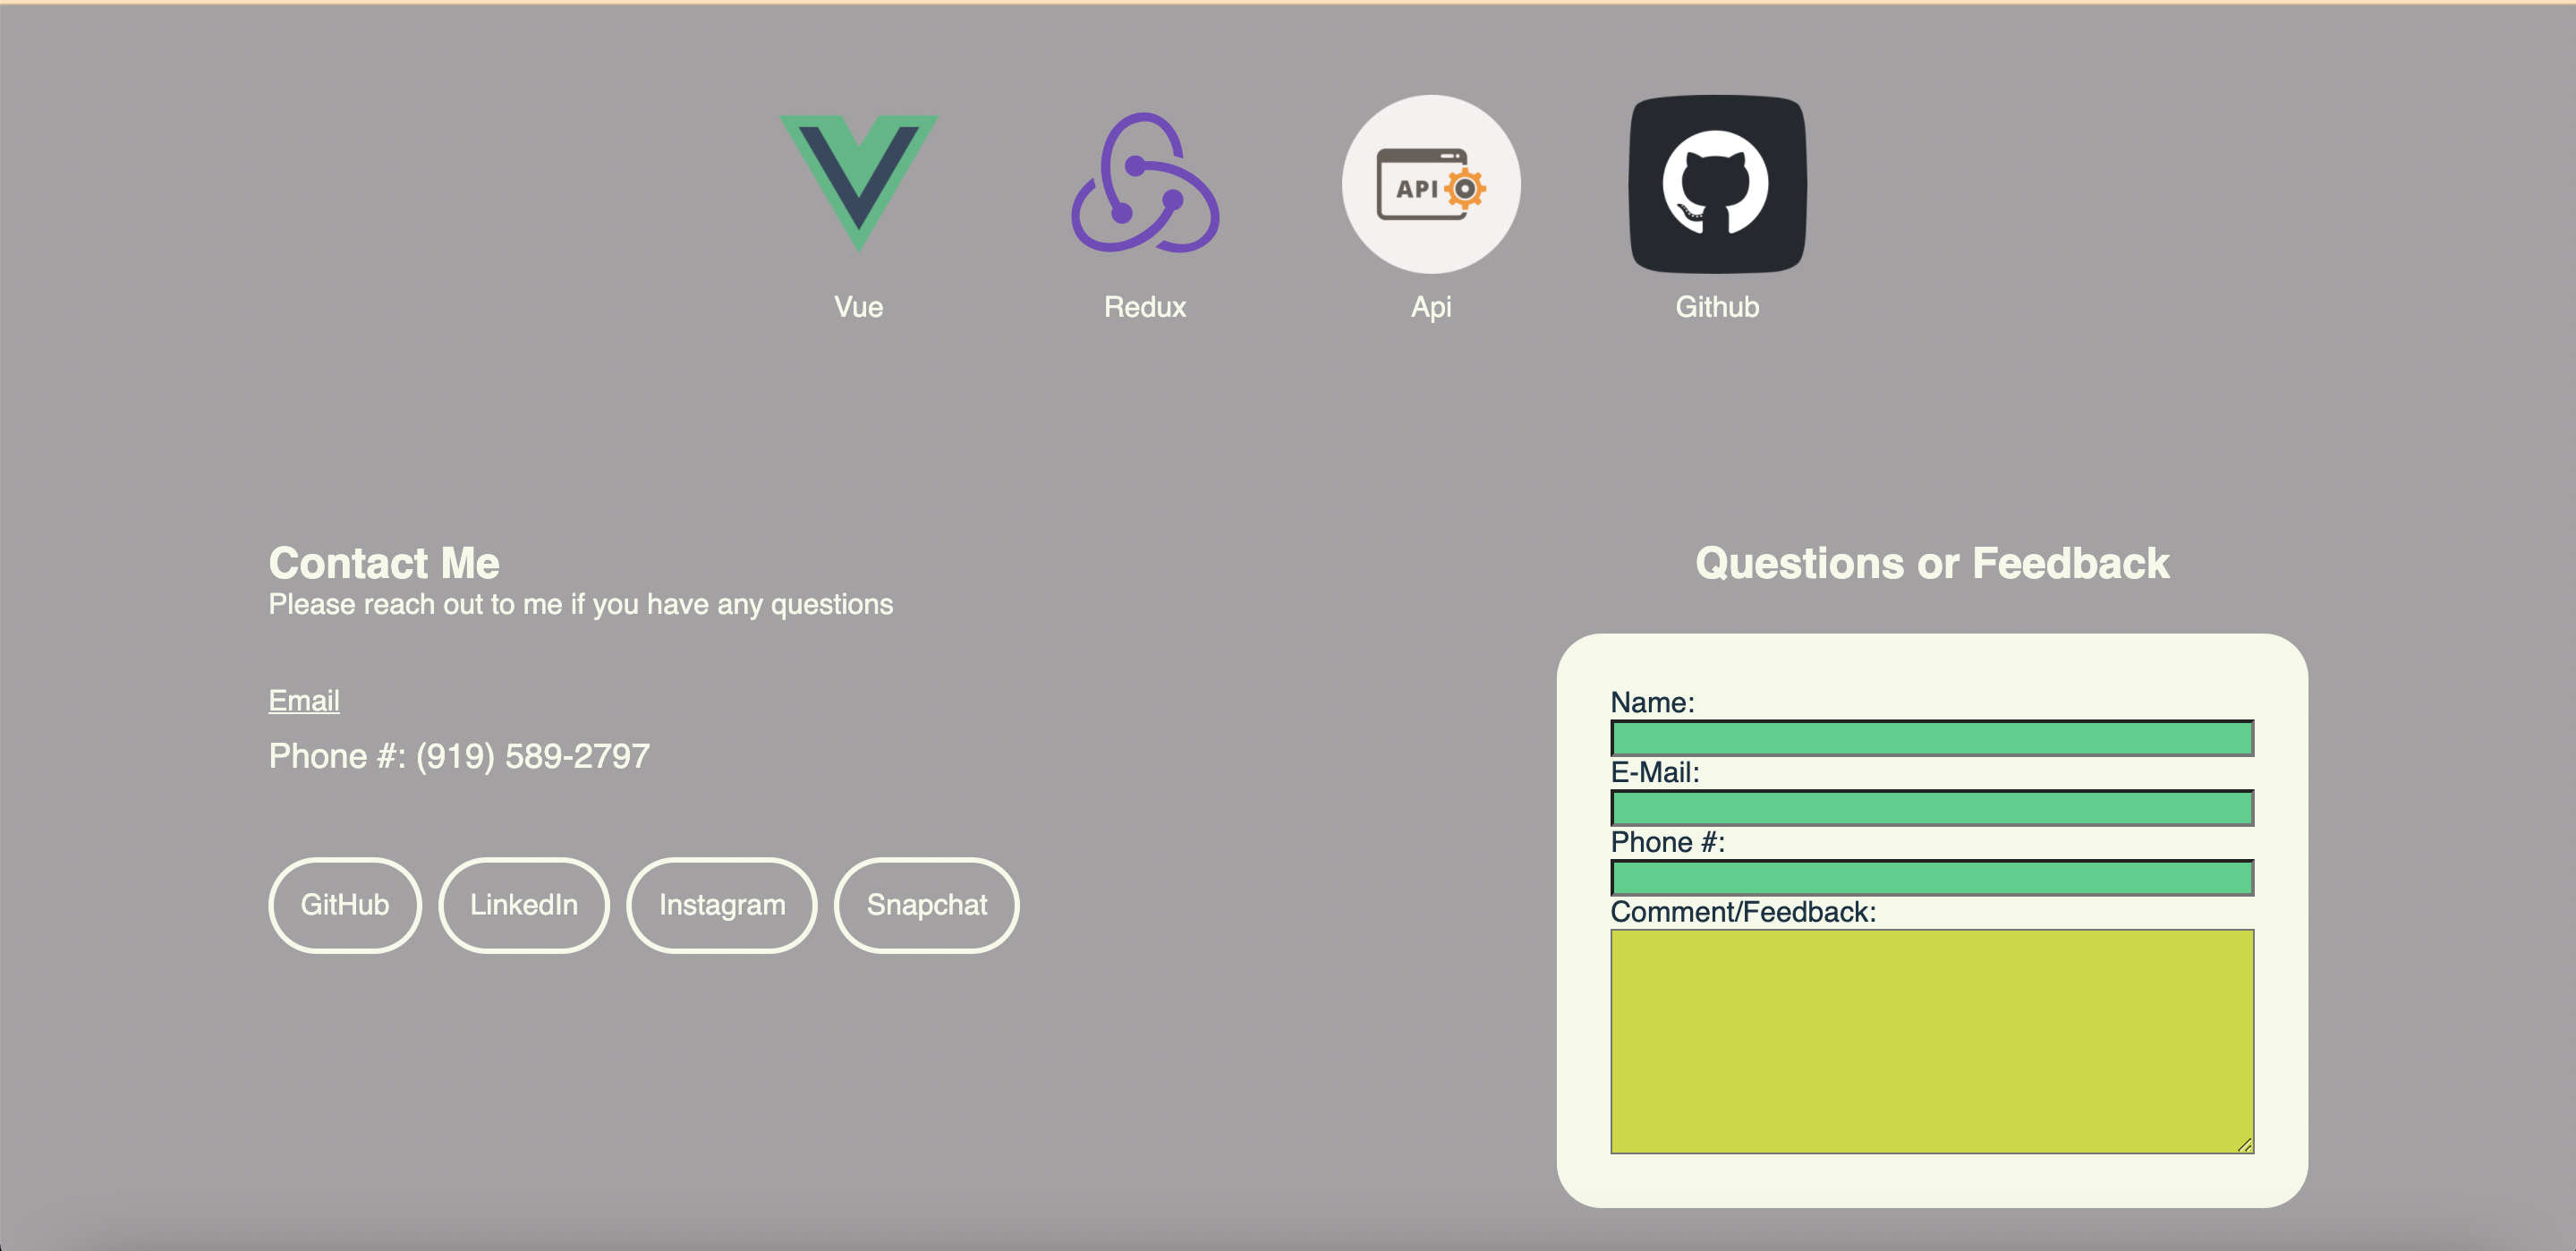 API
Vue
Redux
Api
Github
Contact Me
Please reach out to me if you have any questions
Email
Phone #: (919) 589-2797
GitHub
LinkedIn
Instagram
Snapchat
Questions or Feedback
Name:
E-Mail:
Phone #:
Comment/Feedback: